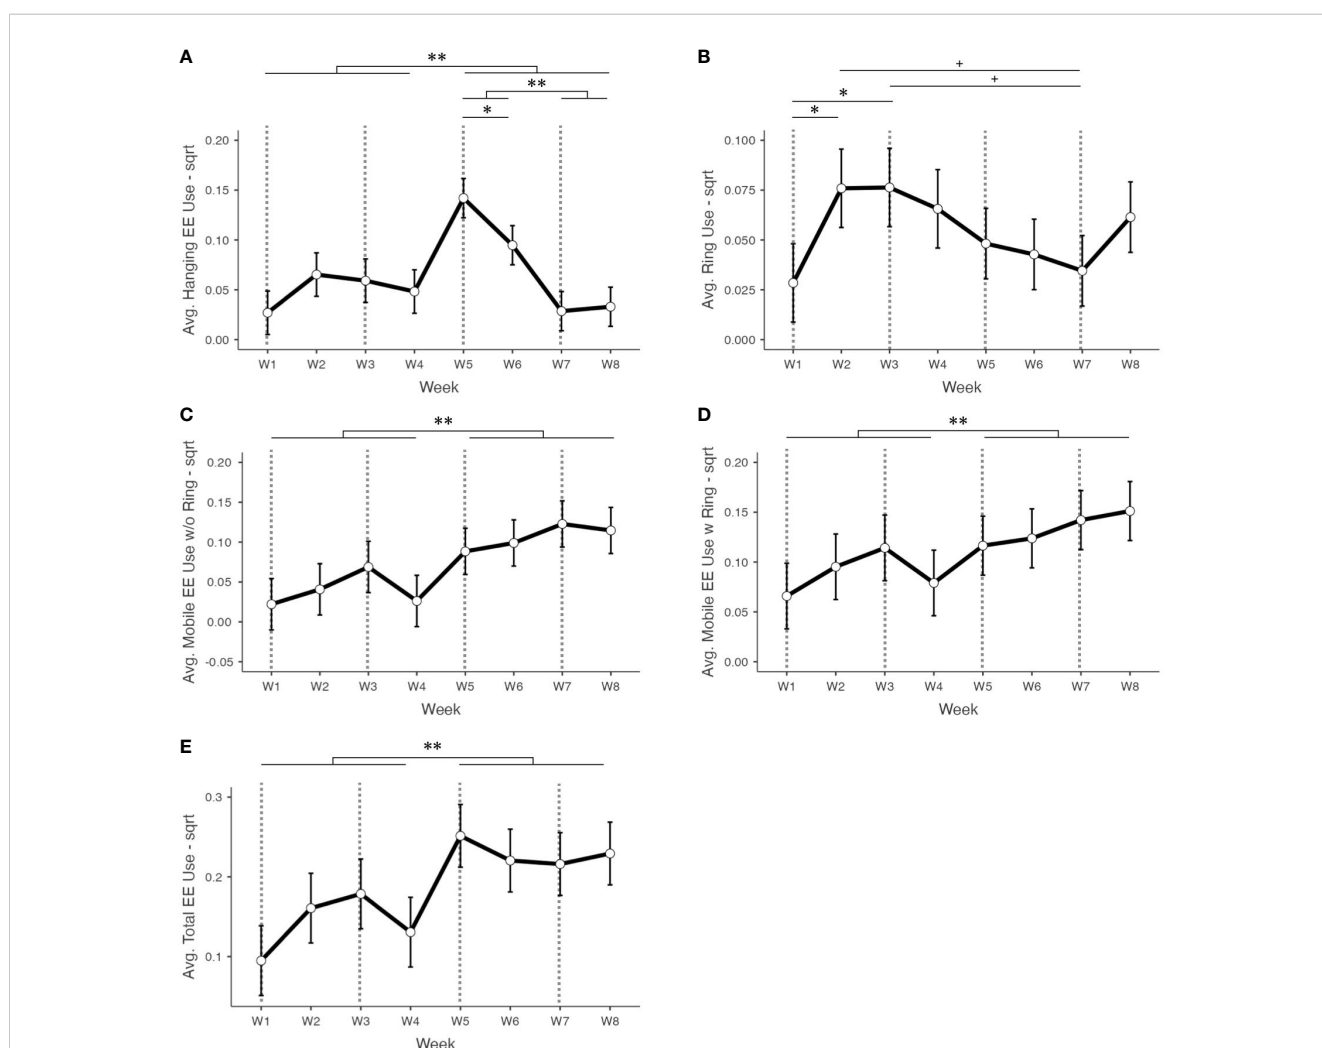 A
**
**
*
Avg. Hanging EE Use - sqrt
0.20
0.15
0.10
0.05
0.00
W1 W2 W3 W4 W5 W6 W7 W8
Week
B
+
+
*
*
Avg. Ring Use - sqrt
0.100
0.075
0.050
0.025
0.000
W1 W2 W3 W4 W5 W6 W7 W8
Week
C
**
Avg. Mobile EE Use w/o Ring - sqrt
0.20
0.15
0.10
0.05
0.00
-0.05
W1 W2 W3 W4 W5 W6 W7 W8
Week
D
**
Avg. Mobile EE Use w Ring - sqrt
0.20
0.15
0.10
0.05
0.00
W1 W2 W3 W4 W5 W6 W7 W8
Week
E
**
Avg. Total EE Use - sqrt
0.3
0.2
0.1
W1 W2 W3 W4 W5 W6 W7 W8
Week